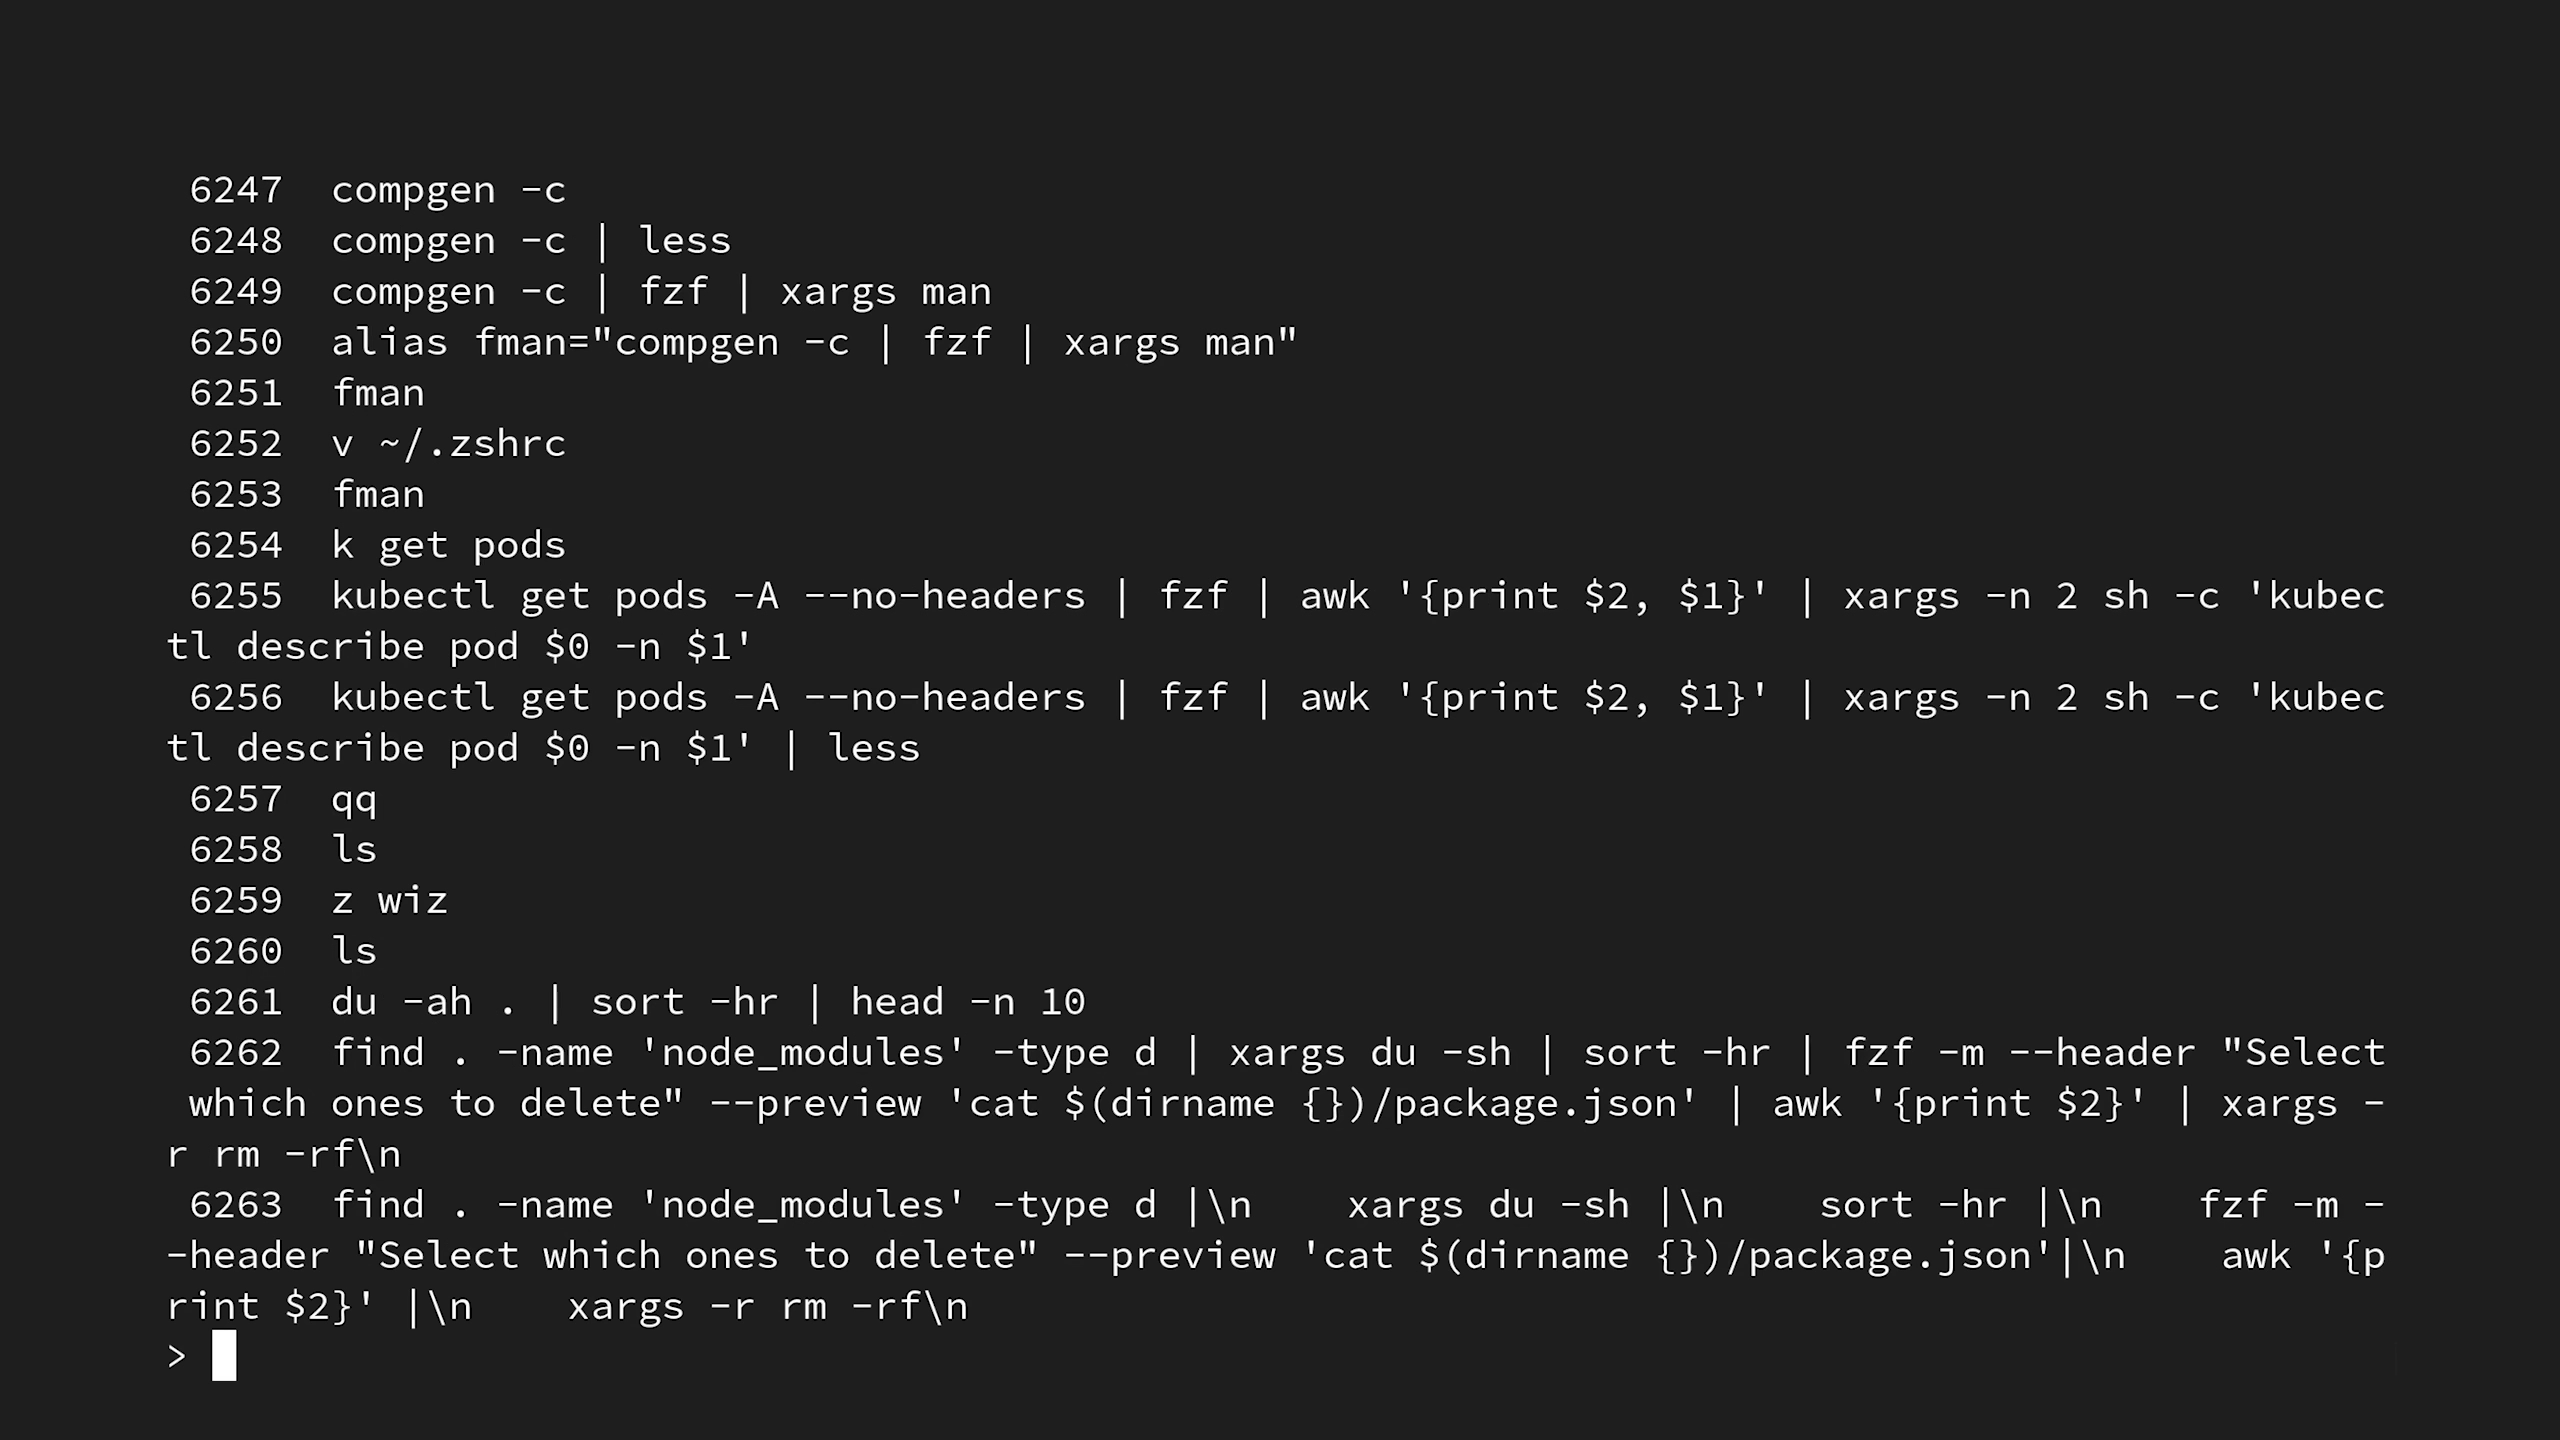 6247  compgen -c
6248  compgen -c | less
6249  compgen -c | fzf | xargs man
6250  alias fman="compgen -c | fzf | xargs man"
6251  fman
6252  v ~/.zshrc
6253  fman
6254  k get pods
6255  kubectl get pods -A --no-headers | fzf | awk '{print $2, $1}' | xargs -n 2 sh -c 'kubec
tl describe pod $0 -n $1'
6256  kubectl get pods -A --no-headers | fzf | awk '{print $2, $1}' | xargs -n 2 sh -c 'kubec
tl describe pod $0 -n $1' | less
6257  qq
6258  ls
6259  z wiz
6260  ls
6261  du -ah . | sort -hr | head -n 10
6262  find . -name 'node_modules' -type d | xargs du -sh | sort -hr | fzf -m --header "Select
 which ones to delete" --preview 'cat $(dirname {})/package.json' | awk '{print $2}' | xargs -
r rm -rf\n
6263  find . -name 'node_modules' -type d |\n    xargs du -sh |\n    sort -hr |\n    fzf -m -
-header "Select which ones to delete" --preview 'cat $(dirname {})/package.json'|\n    awk '{p
rint $2}' |\n    xargs -r rm -rf\n
>